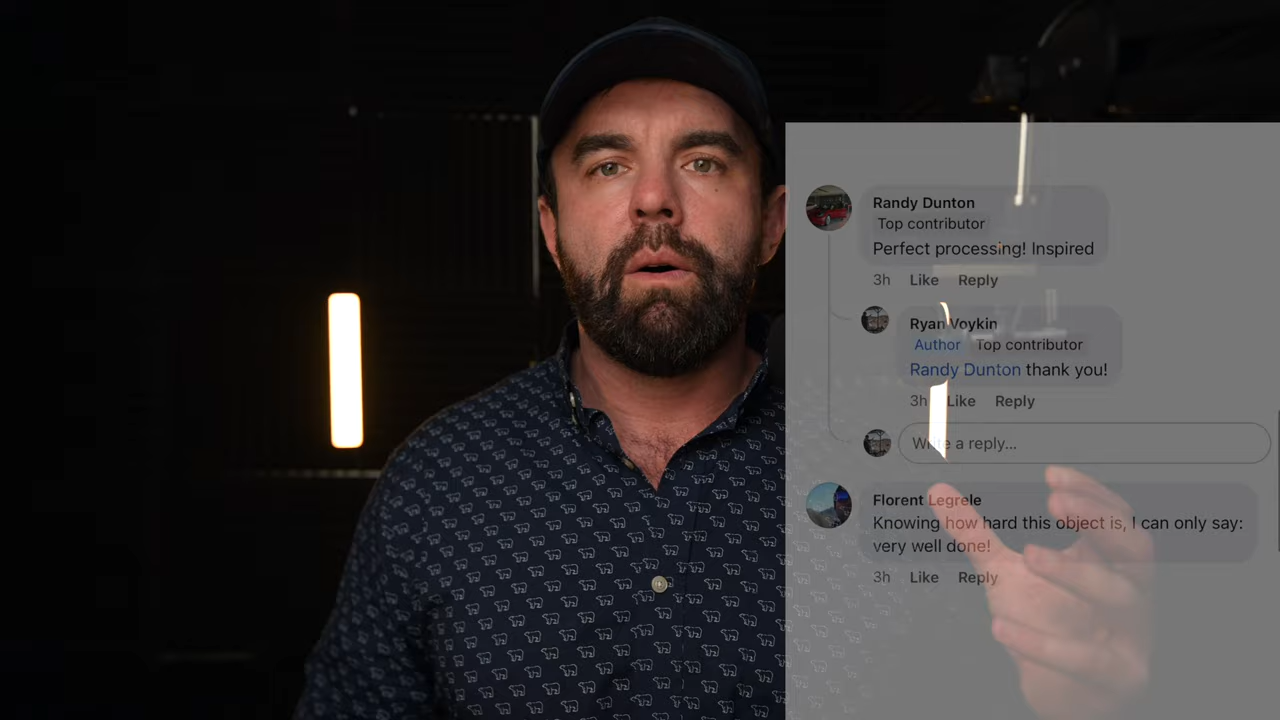 Randy Dunton
Top contributor
Perfect processing! Inspired
3h Like Reply
Ryan Voykin
Author Top contributor
Randy Dunton thank you!
3h Like Reply
Write a reply...
Florent Legrele
Knowing how hard this object is, I can only say:
very well done!
3h Like Reply